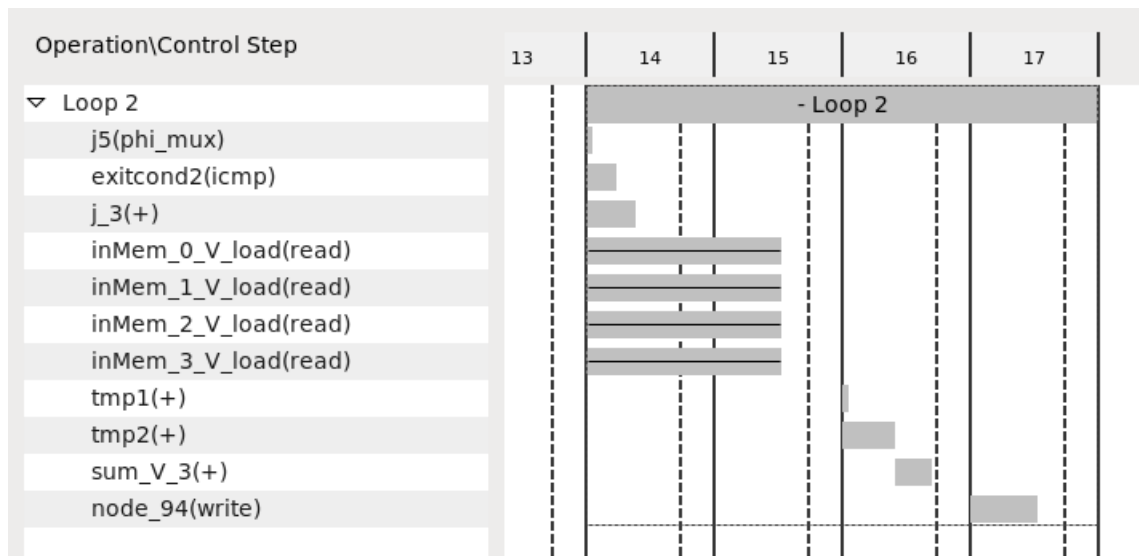 Operation\Control Step 13 14 15 16 17
Loop 2 - Loop 2
j5(phi_mux)
exitcond2(icmp)
j_3(+)
inMem_0_V_load(read)
inMem_1_V_load(read)
inMem_2_V_load(read)
inMem_3_V_load(read)
tmp1(+)
tmp2(+)
sum_V_3(+)
node_94(write)